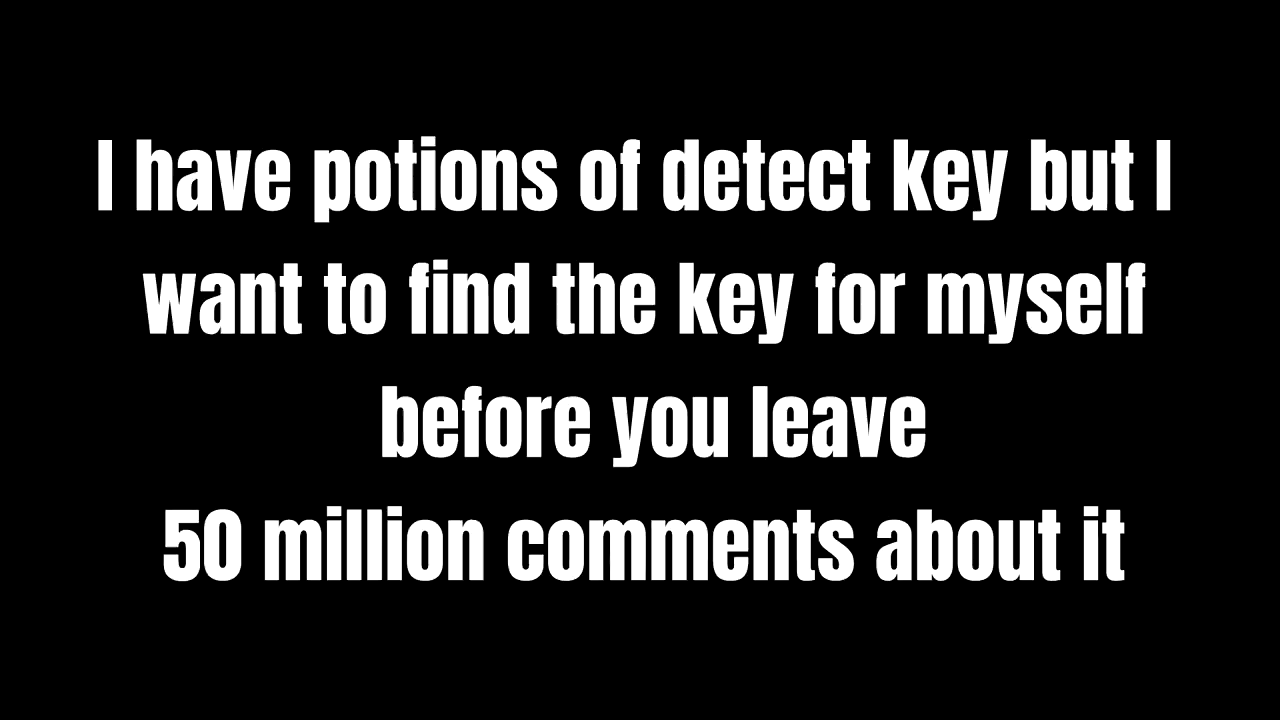 I have potions of detect key but I
want to find the key for myself
before you leave
50 million comments about it